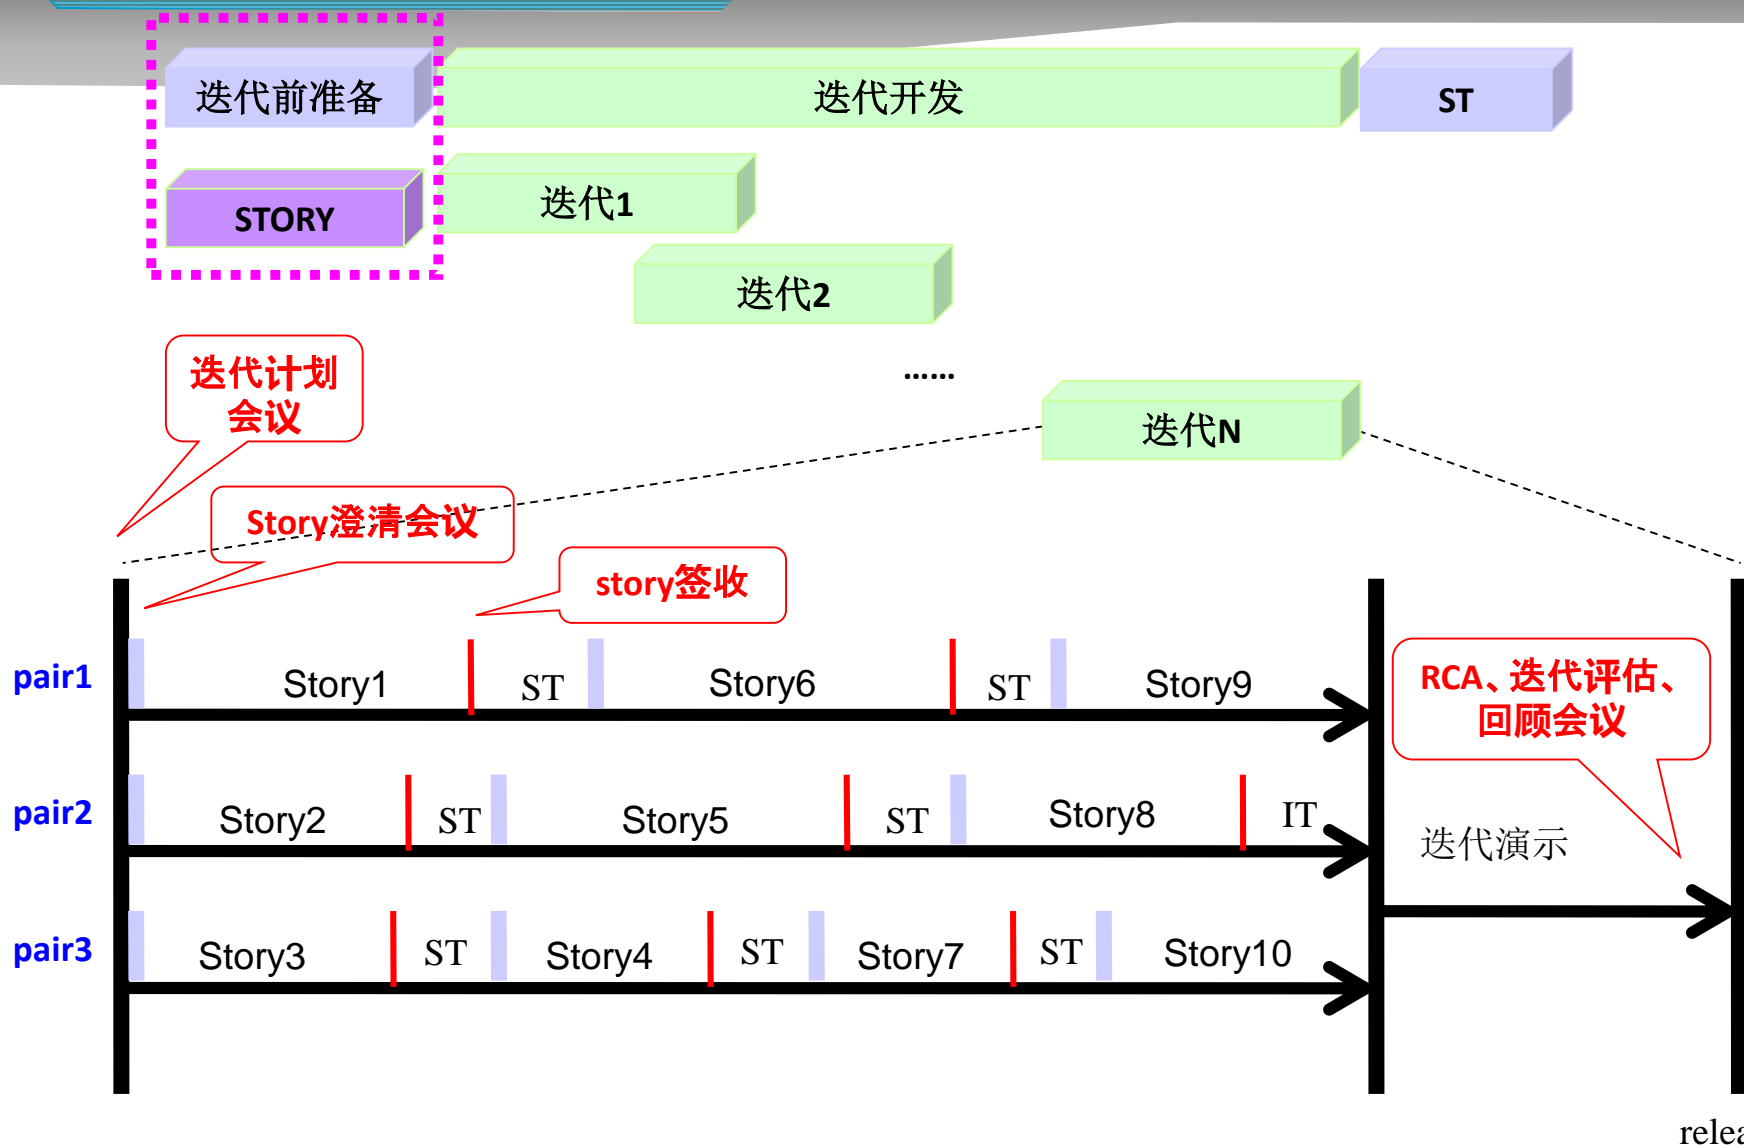 迭代前准备
迭代开发
ST
STORY
迭代1
迭代2
......
迭代N
迭代计划
会议
Story澄清会议
story签收
pair1
Story1
ST
Story6
ST
Story9
RCA、迭代评估、
回顾会议
pair2
Story2
ST
Story5
ST
Story8
IT
迭代演示
pair3
Story3
ST
Story4
ST
Story7
ST
Story10